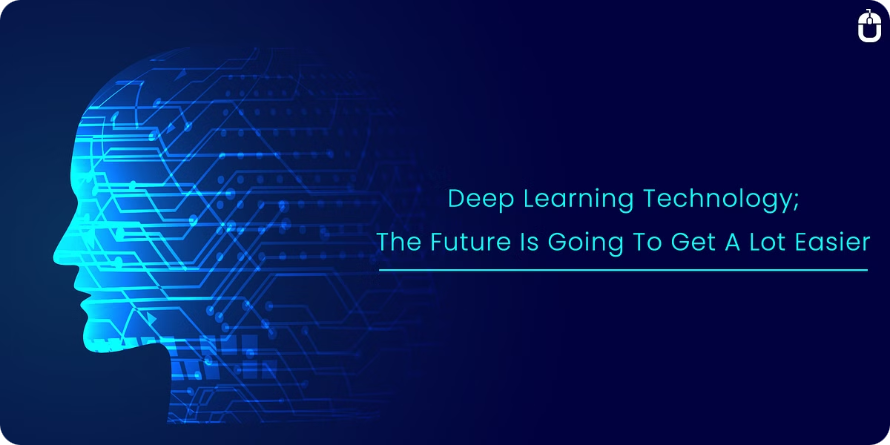 Deep Learning Technology;
The Future Is Going To Get A Lot Easier